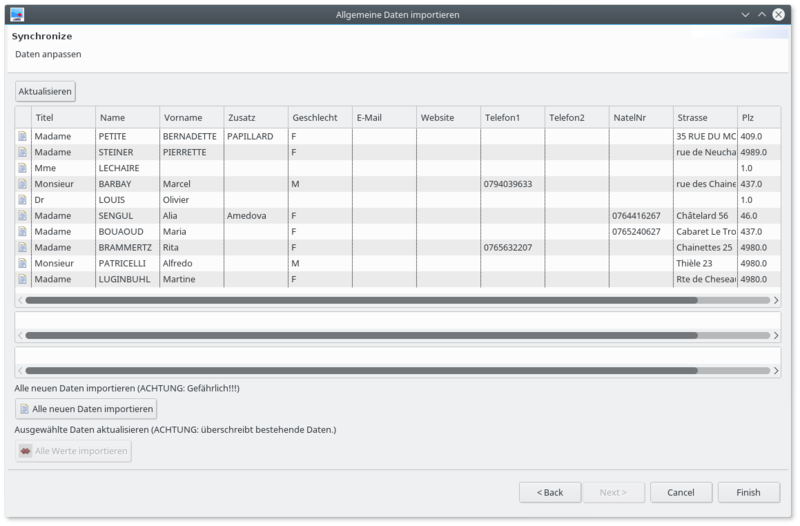 Allgemeine Daten importieren
Synchronize
Daten anpassen
Aktualisieren
Titel Name Vorname Zusatz Geschlecht E-Mail Website Telefon1 Telefon2 NatelNr Strasse Plz
Madame PETITE BERNADETTE PAPILLARD F 35 RUE DU MC 409.0
Madame STEINER PIERRETTE F rue de Neucha 4989.0
Mme LECHAIRE 1.0
Monsieur BARBAY Marcel M 0794039633 rue des Chaine 437.0
Dr LOUIS Olivier 1.0
Madame SENGUL Alia Amedova F 0764416267 Châtelard 56 46.0
Madame BOUAOUD Maria F 0765240627 Cabaret Le Tro 437.0
Madame BRAMMERTZ Rita F 0765632207 Chainettes 25 4980.0
Monsieur PATRICELLI Alfredo M Thièle 23 4980.0
Madame LUGINBUHL Martine F Rte de Cheseau 4980.0
Alle neuen Daten importieren (ACHTUNG: Gefährlich!!!)
Alle neuen Daten importieren
Ausgewählte Daten aktualisieren (ACHTUNG: überschreibt bestehende Daten.)
Alle Werte importieren
< Back Next > Cancel Finish